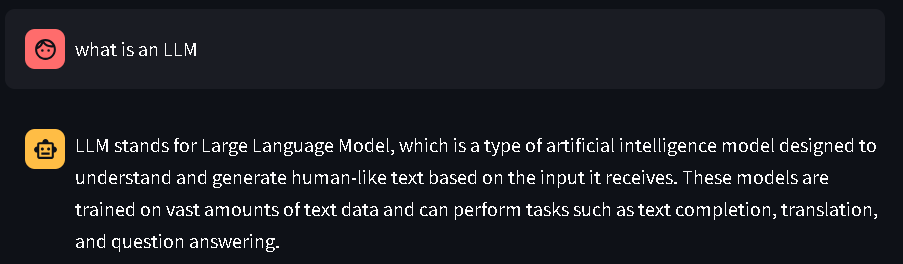 what is an LLM
LLM stands for Large Language Model, which is a type of artificial intelligence model designed to
understand and generate human-like text based on the input it receives. These models are
trained on vast amounts of text data and can perform tasks such as text completion, translation,
and question answering.